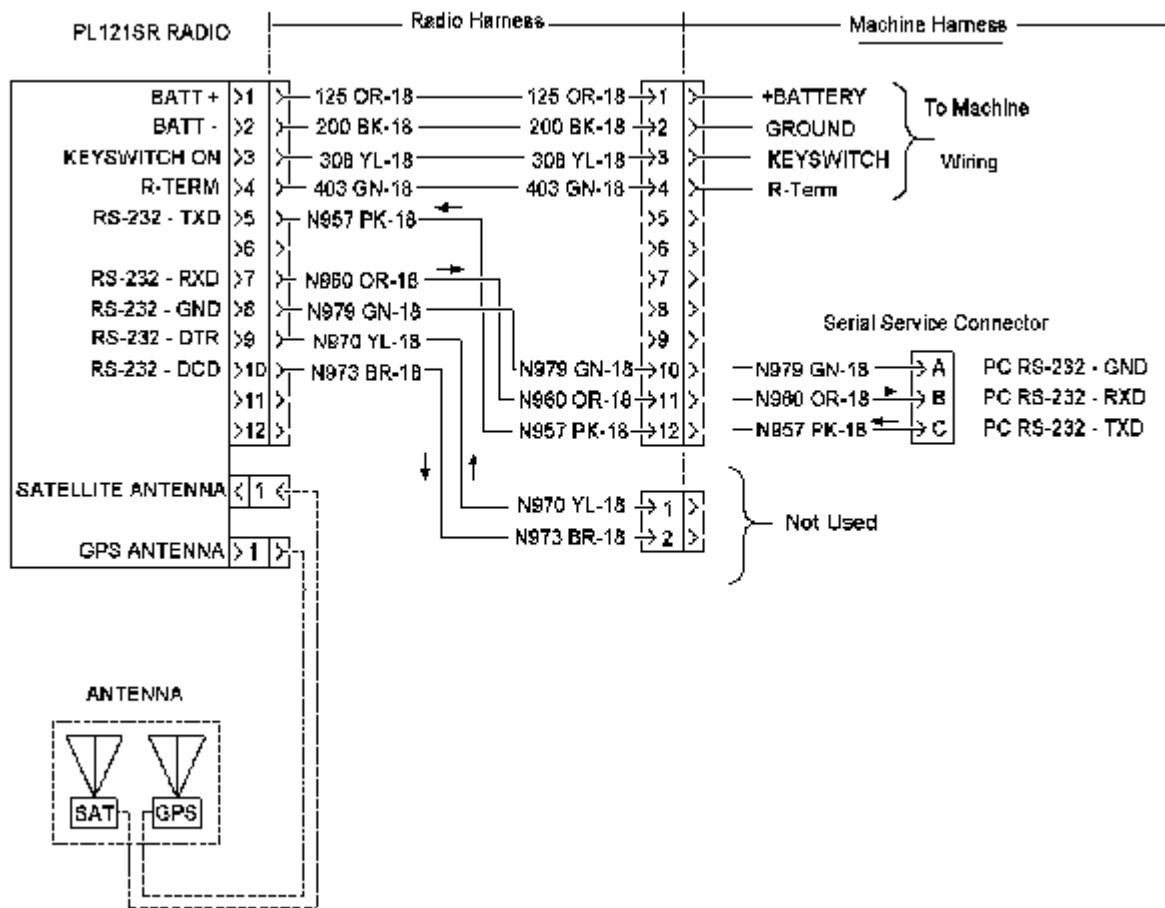 PL121SR RADIO
Radio Harness
Machine Harness
BATT + 1 125 OR-18 125 OR-18 1 +BATTERY
BATT - 2 200 BK-18 200 BK-18 2 GROUND
KEYSWITCH ON 3 308 YL-18 308 YL-18 3 KEYSWITCH
R-TERM 4 403 GN-18 403 GN-18 4 R-Term
To Machine
Wiring
RS-232 - TXD 5 N957 PK-18 5
6 6
RS-232 - RXD 7 N960 OR-18 7
RS-232 - GND 8 N979 GN-18 8
RS-232 - DTR 9 N970 YL-18 9
Serial Service Connector
RS-232 - DCD 10 N973 BR-18 N979 GN-18 10 N979 GN-18 A PC RS-232 - GND
11 N960 OR-18 11 N960 OR-18 B PC RS-232 - RXD
12 N957 PK-18 12 N957 PK-18 C PC RS-232 - TXD
SATELLITE ANTENNA 1
N970 YL-18 1
N973 BR-18 2
Not Used
GPS ANTENNA 1
ANTENNA
SAT GPS